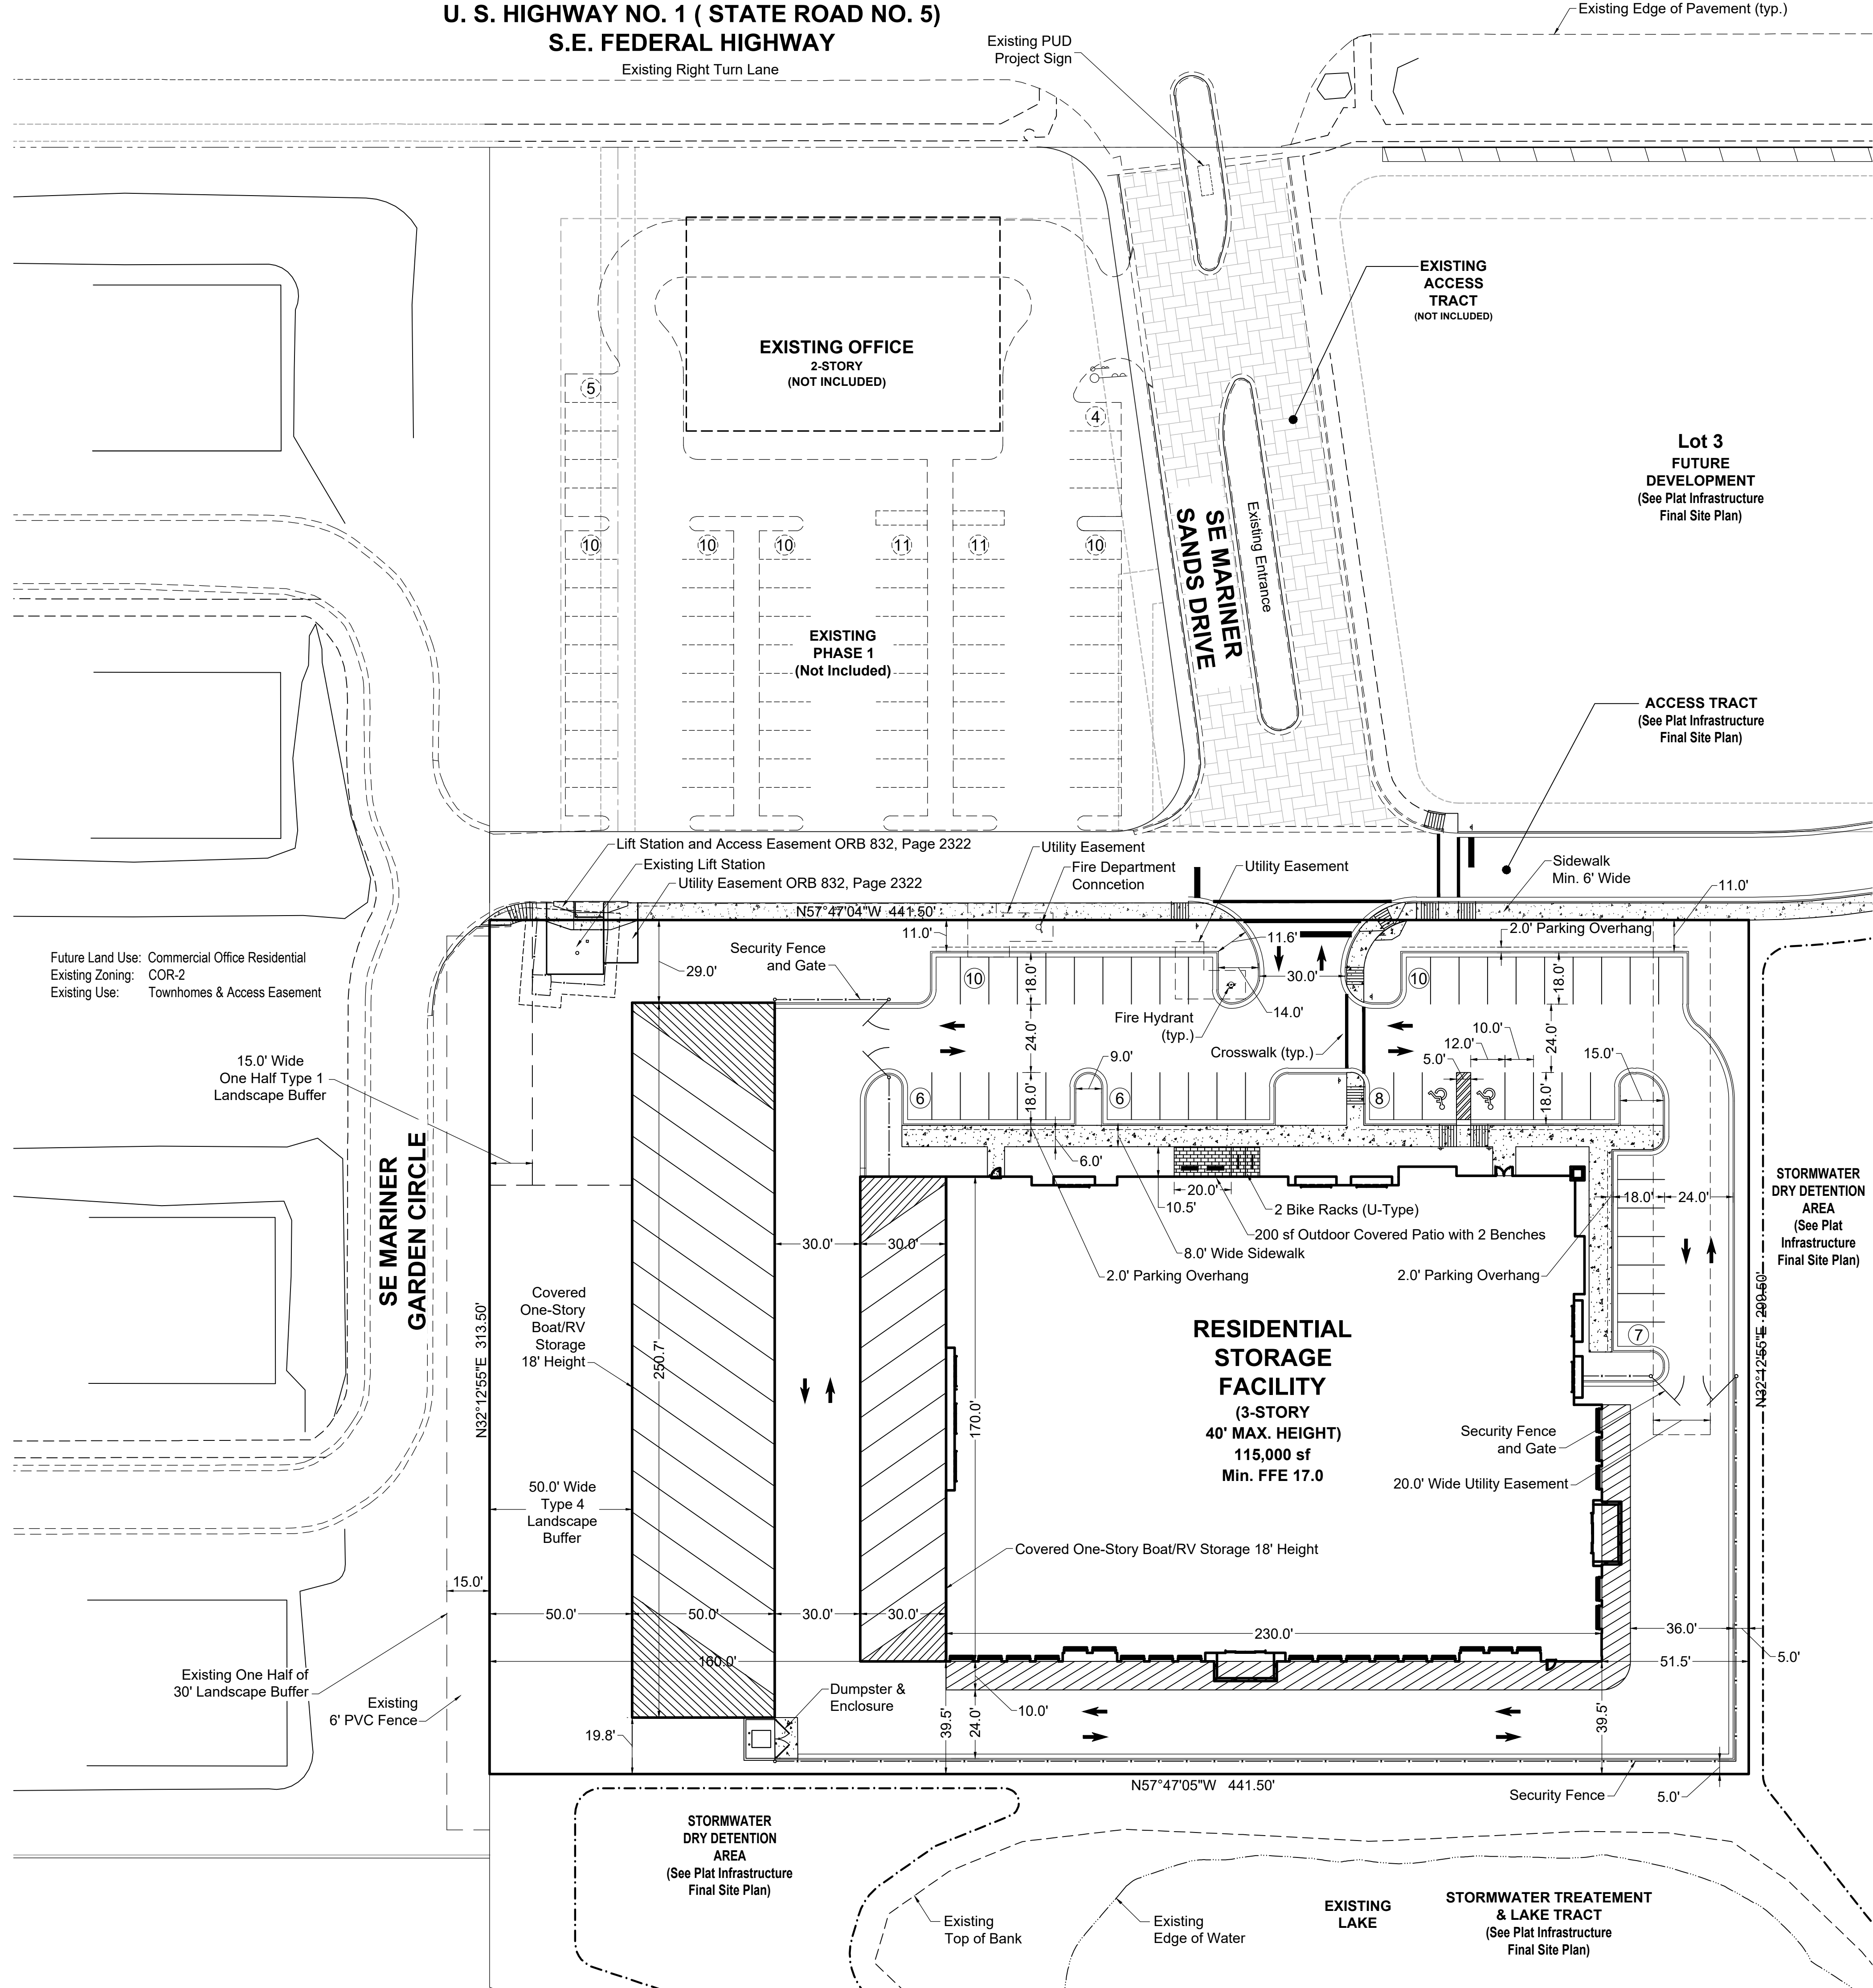 U. S. HIGHWAY NO. 1 ( STATE ROAD NO. 5)
S.E. FEDERAL HIGHWAY
Existing Right Turn Lane
Existing PUD
Project Sign
Existing Edge of Pavement (typ.)
EXISTING
ACCESS
TRACT
(NOT INCLUDED)
EXISTING OFFICE
2-STORY
(NOT INCLUDED)
5
4
Lot 3
FUTURE
DEVELOPMENT
(See Plat Infrastructure
Final Site Plan)
10
10
10
11
11
10
SE MARINER
SANDS DRIVE
Existing Entrance
EXISTING
PHASE 1
(Not Included)
ACCESS TRACT
(See Plat Infrastructure
Final Site Plan)
Lift Station and Access Easement ORB 832, Page 2322
Existing Lift Station
Utility Easement ORB 832, Page 2322
Utility Easement
Fire Department
Conncetion
Utility Easement
Sidewalk
Min. 6' Wide
11.0'
N57°47'04"W 441.50'
2.0' Parking Overhang
11.0'
11.6'
Security Fence
and Gate
29.0'
30.0'
10
10
18.0'
18.0'
14.0'
Fire Hydrant
(typ.)
Crosswalk (typ.)
24.0'
24.0'
10.0'
12.0'
5.0'
15.0'
9.0'
6
6
8
18.0'
18.0'
Future Land Use: Commercial Office Residential
Existing Zoning: COR-2
Existing Use: Townhomes & Access Easement
15.0' Wide
One Half Type 1
Landscape Buffer
SE MARINER
GARDEN CIRCLE
6.0'
20.0'
10.5'
2 Bike Racks (U-Type)
200 sf Outdoor Covered Patio with 2 Benches
8.0' Wide Sidewalk
2.0' Parking Overhang
2.0' Parking Overhang
18.0'
24.0'
STORMWATER
DRY DETENTION
AREA
(See Plat
Infrastructure
Final Site Plan)
30.0'
30.0'
Covered
One-Story
Boat/RV
Storage
18' Height
N32°12'55"E 313.50'
250.7'
170.0'
RESIDENTIAL
STORAGE
FACILITY
(3-STORY
40' MAX. HEIGHT)
115,000 sf
Min. FFE 17.0
7
N32°12'55"E 299.50'
Security Fence
and Gate
20.0' Wide Utility Easement
50.0' Wide
Type 4
Landscape
Buffer
Covered One-Story Boat/RV Storage 18' Height
15.0'
50.0'
50.0'
30.0'
30.0'
230.0'
36.0'
5.0'
51.5'
160.0'
Existing One Half of
30' Landscape Buffer
Existing
6' PVC Fence
Dumpster &
Enclosure
19.8'
39.5'
24.0'
10.0'
39.5'
N57°47'05"W 441.50'
Security Fence
5.0'
STORMWATER
DRY DETENTION
AREA
(See Plat Infrastructure
Final Site Plan)
Existing
Top of Bank
Existing
Edge of Water
EXISTING
LAKE
STORMWATER TREATEMENT
& LAKE TRACT
(See Plat Infrastructure
Final Site Plan)